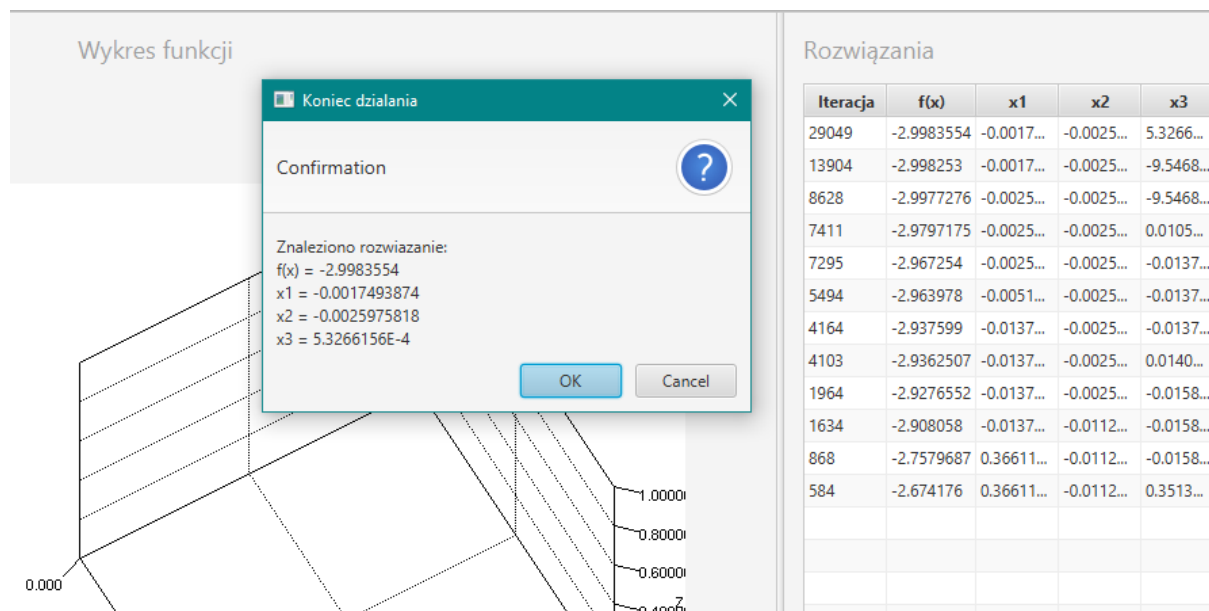 Wykres funkcji
Koniec dzialania
Confirmation
Znaleziono rozwiazanie:
f(x) = -2.9983554
x1 = -0.0017493874
x2 = -0.0025975818
x3 = 5.3266156E-4
OK Cancel
1.0000
0.8000
0.6000
0.000
Z
Rozwiązania
Iteracja f(x) x1 x2 x3
29049 -2.9983554 -0.0017... -0.0025... 5.3266...
13904 -2.998253 -0.0017... -0.0025... -9.5468...
8628 -2.9977276 -0.0025... -0.0025... -9.5468...
7411 -2.9797175 -0.0025... -0.0025... 0.0105...
7295 -2.967254 -0.0025... -0.0025... -0.0137...
5494 -2.963978 -0.0051... -0.0025... -0.0137...
4164 -2.937599 -0.0137... -0.0025... -0.0137...
4103 -2.9362507 -0.0137... -0.0025... 0.0140...
1964 -2.9276552 -0.0137... -0.0025... -0.0158...
1634 -2.908058 -0.0137... -0.0112... -0.0158...
868 -2.7579687 0.36611... -0.0112... -0.0158...
584 -2.674176 0.36611... -0.0112... 0.3513...